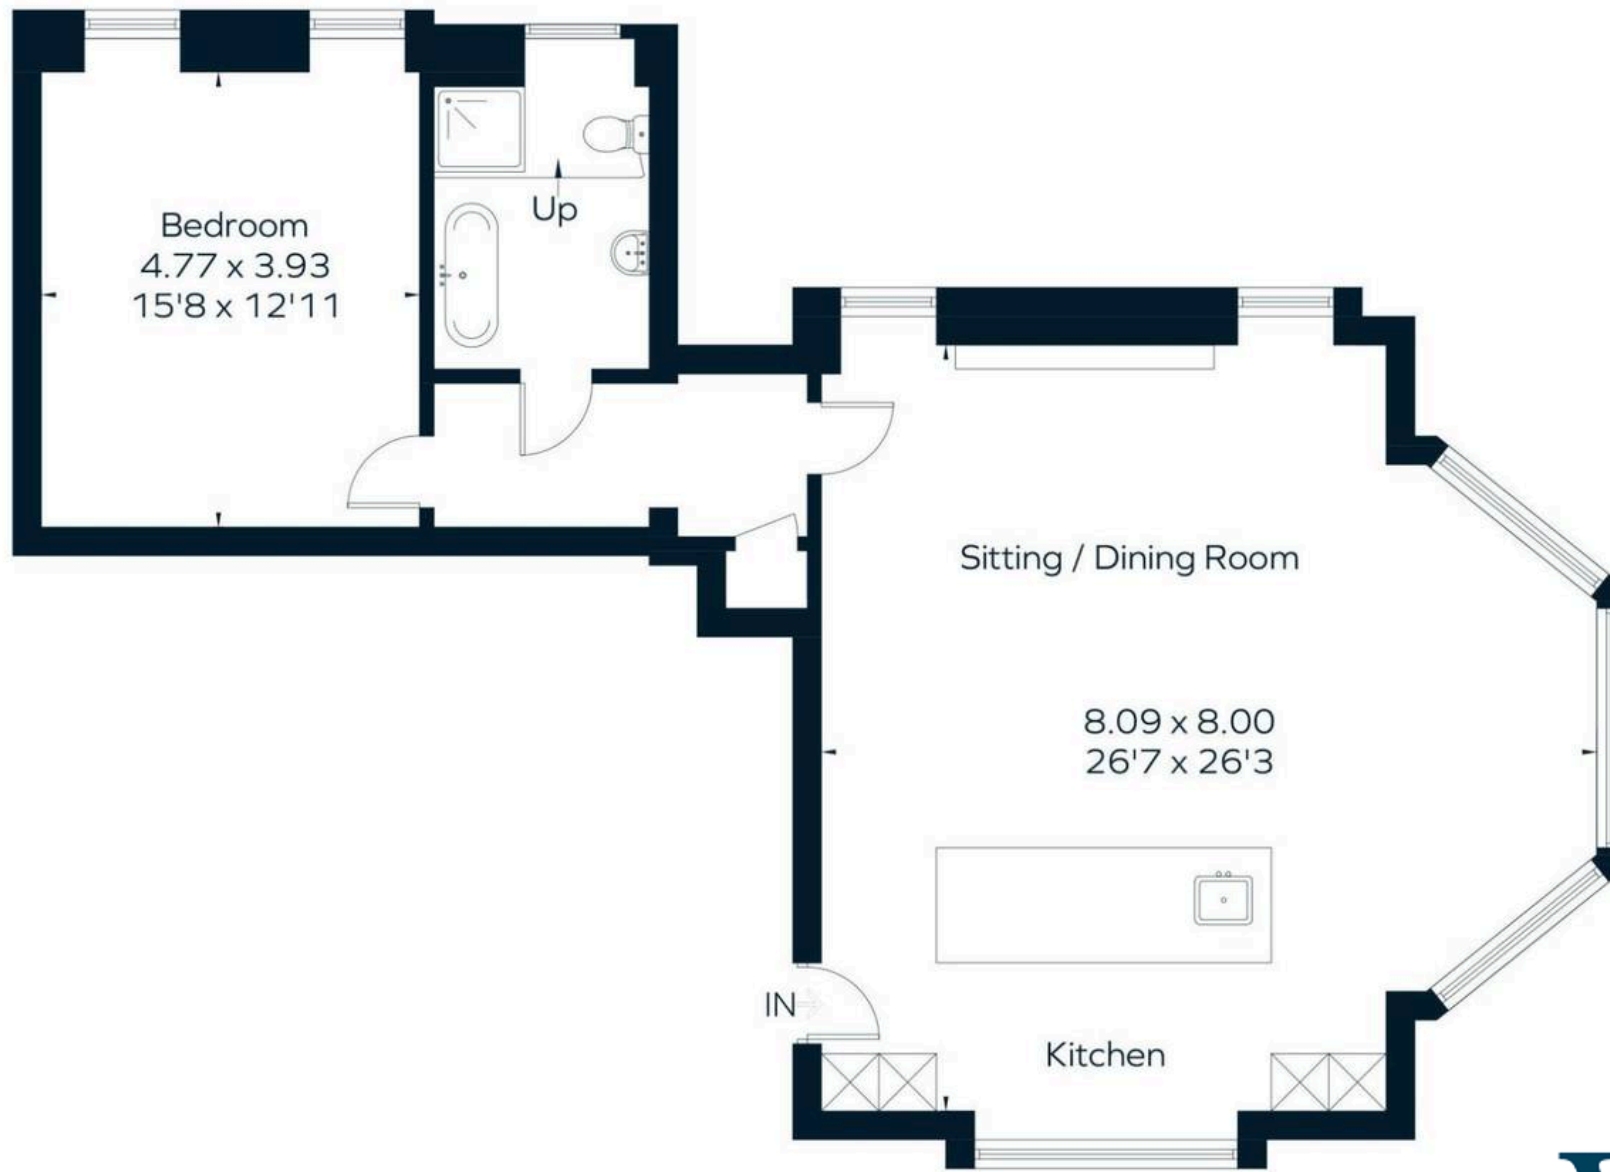 Bedroom
4.77 x 3.93
15'8 x 12'11
Up
Sitting / Dining Room
8.09 x 8.00
26'7 x 26'3
IN
Kitchen